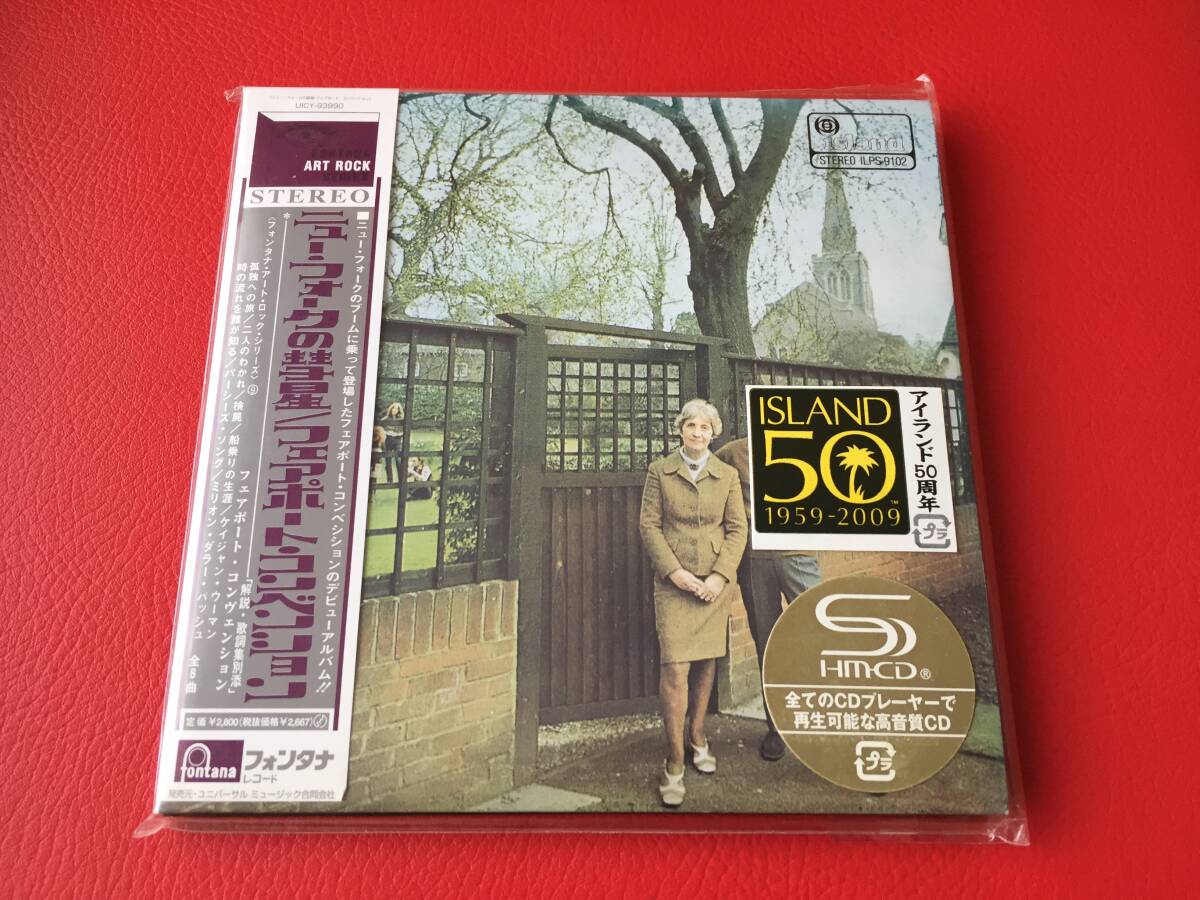 UICY-93990
ART ROCK
STEREO
■ニュー・フォークのブームに乗って登場したフェアポート・コンベンションのデビューアルバム!!
ニュー・フォークの彗星/フェアポート・コンベンション
*
〈フォンタナ・アート・ロック・シリーズ〉⑨
フェアポート・コンヴェンション
「解説・歌詞集別添」
孤独への旅/二人のわかれ/検屍/船乗りの生涯/ケイジャン・ウーマン
時の流れを誰が知る/パーシーズ・ソング/ミリオン・ダラー・バッシュ
全8曲
定価 ¥2,800(税抜価格 ¥2,667)
fontana
フォンタナ
レコード
発売元・ユニバーサル ミュージック合同会社
island
STEREO ILPS-9102
ISLAND
50
TM
1959-2009
アイランド50周年
プラ
SHM-CD®
全てのCDプレーヤーで
再生可能な高音質CD
プラ